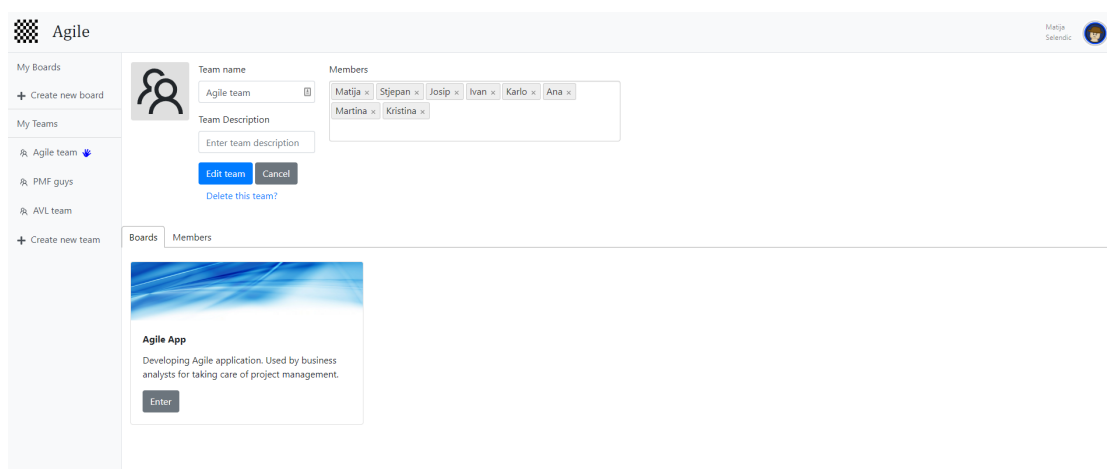 Agile
Matija
Seiendic
My Boards
Create new board
My Teams
Agile team
PMF guys
AVL team
Create new team
Team name
Agile team
Team Description
Enter team description
Edit team
Cancel
Delete this team?
Members
Matija × Stjepan × Josip × Ivan × Karlo × Ana ×
Martina × Kristina ×
Boards
Members
Agile App
Developing Agile application. Used by business
analysts for taking care of project management.
Enter